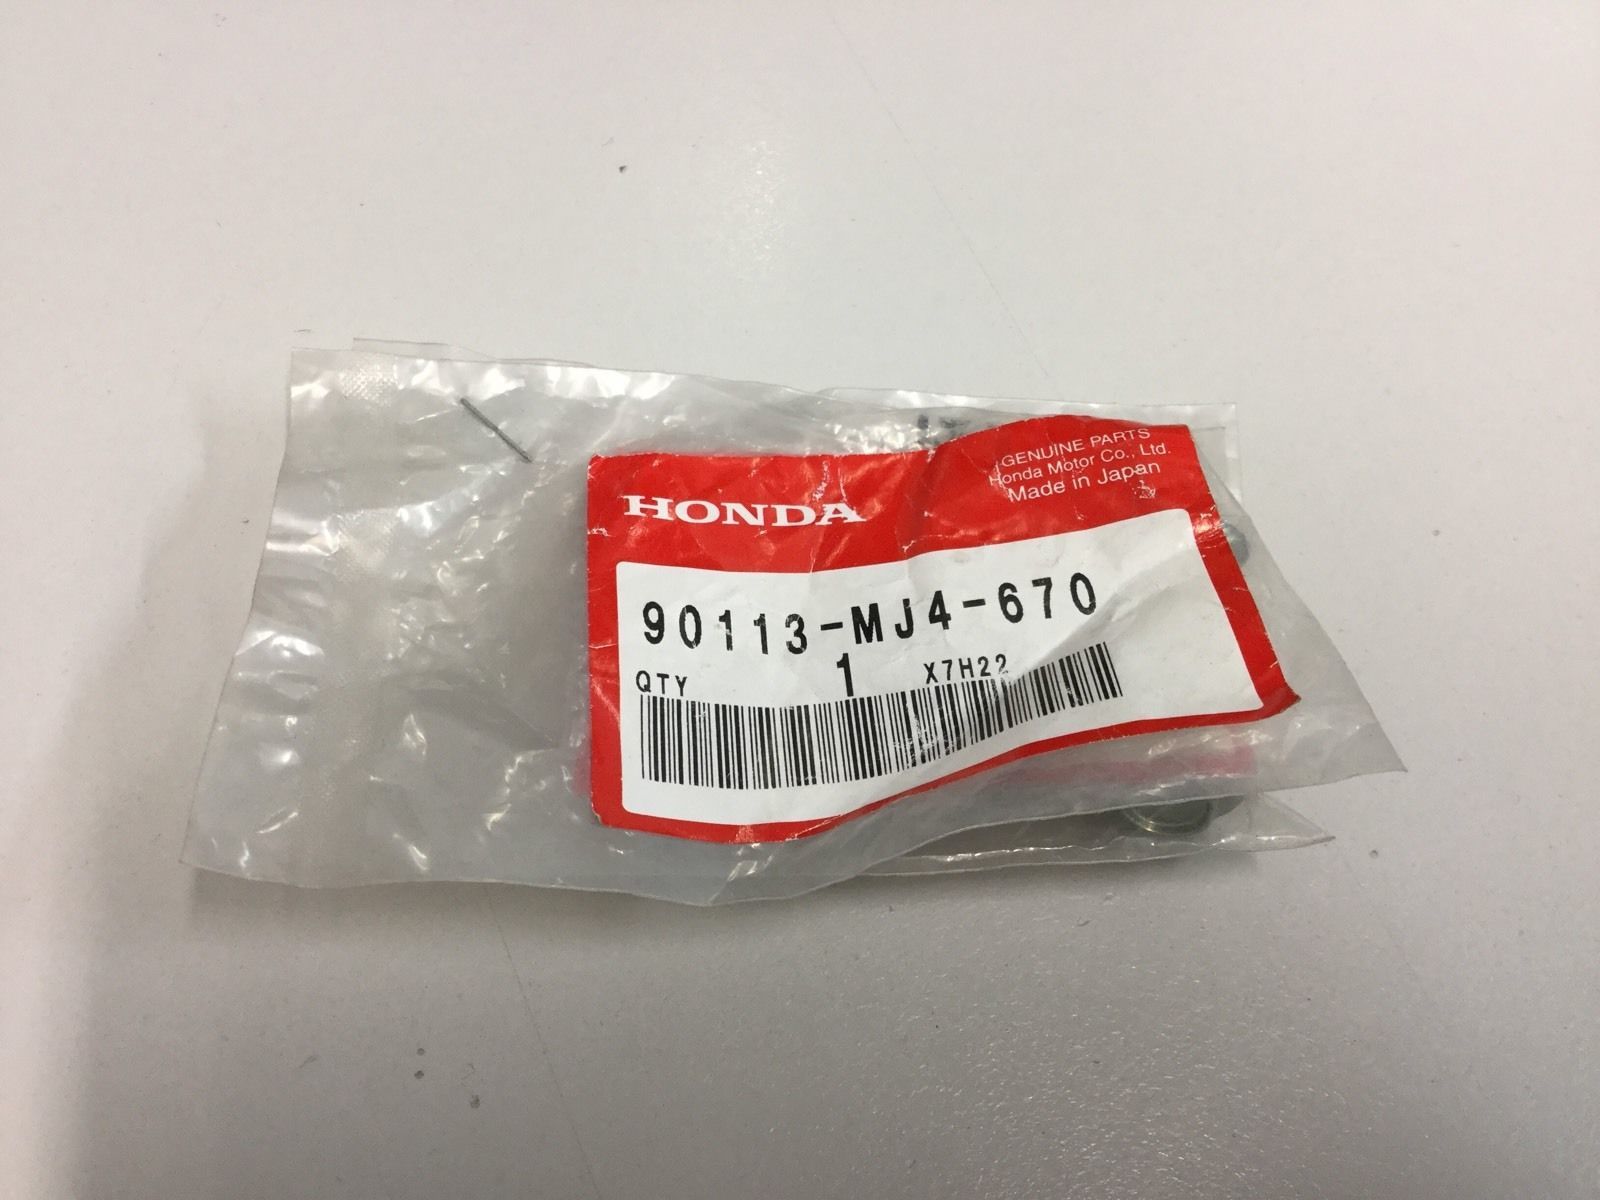 GENUINE PARTS
Honda Motor Co., Ltd.
Made in Japan
HONDA
90113-MJ4-670
QTY 1 X7H22